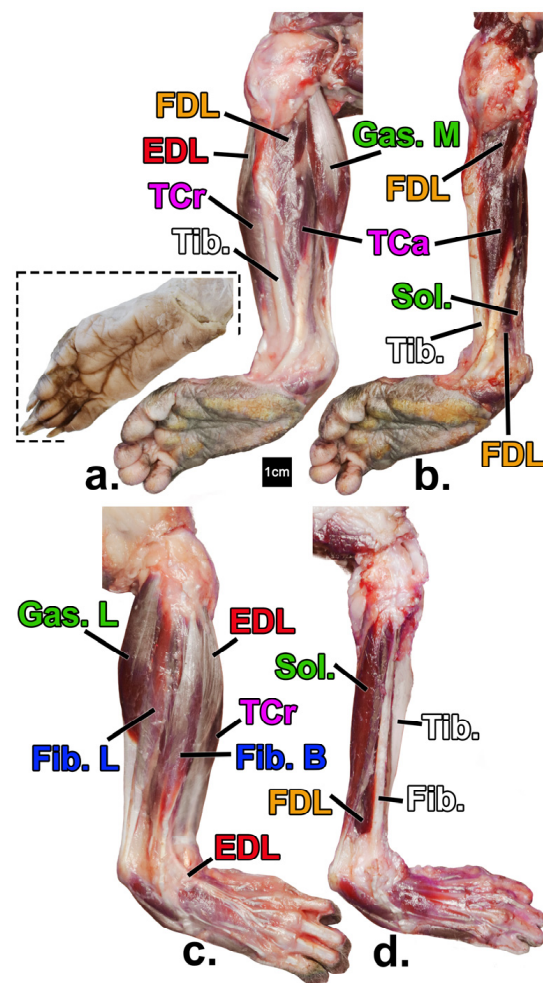 FDL
EDL
Gas. M
TCr
FDL
Tib.
TCa
Sol.
Tib.
FDL
a.
1cm
b.
Gas. L
EDL
Sol.
TCr
Tib.
Fib. L
Fib. B
Fib.
FDL
EDL
c.
d.